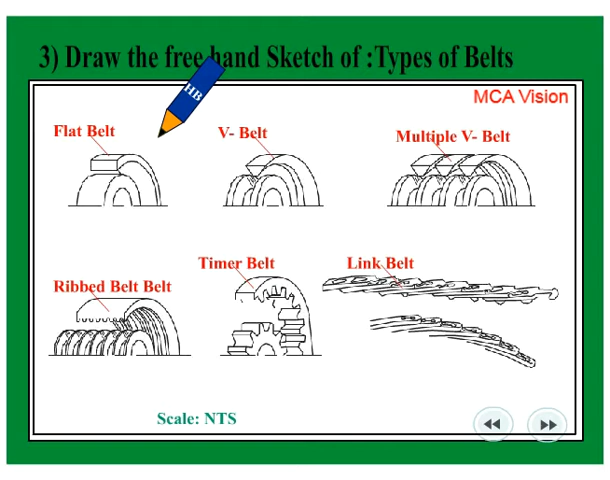 3) Draw the free hand Sketch of :Types of Belts
HB
MCA Vision
Flat Belt
V- Belt
Multiple V- Belt
Ribbed Belt Belt
Timer Belt
Link Belt
Scale: NTS